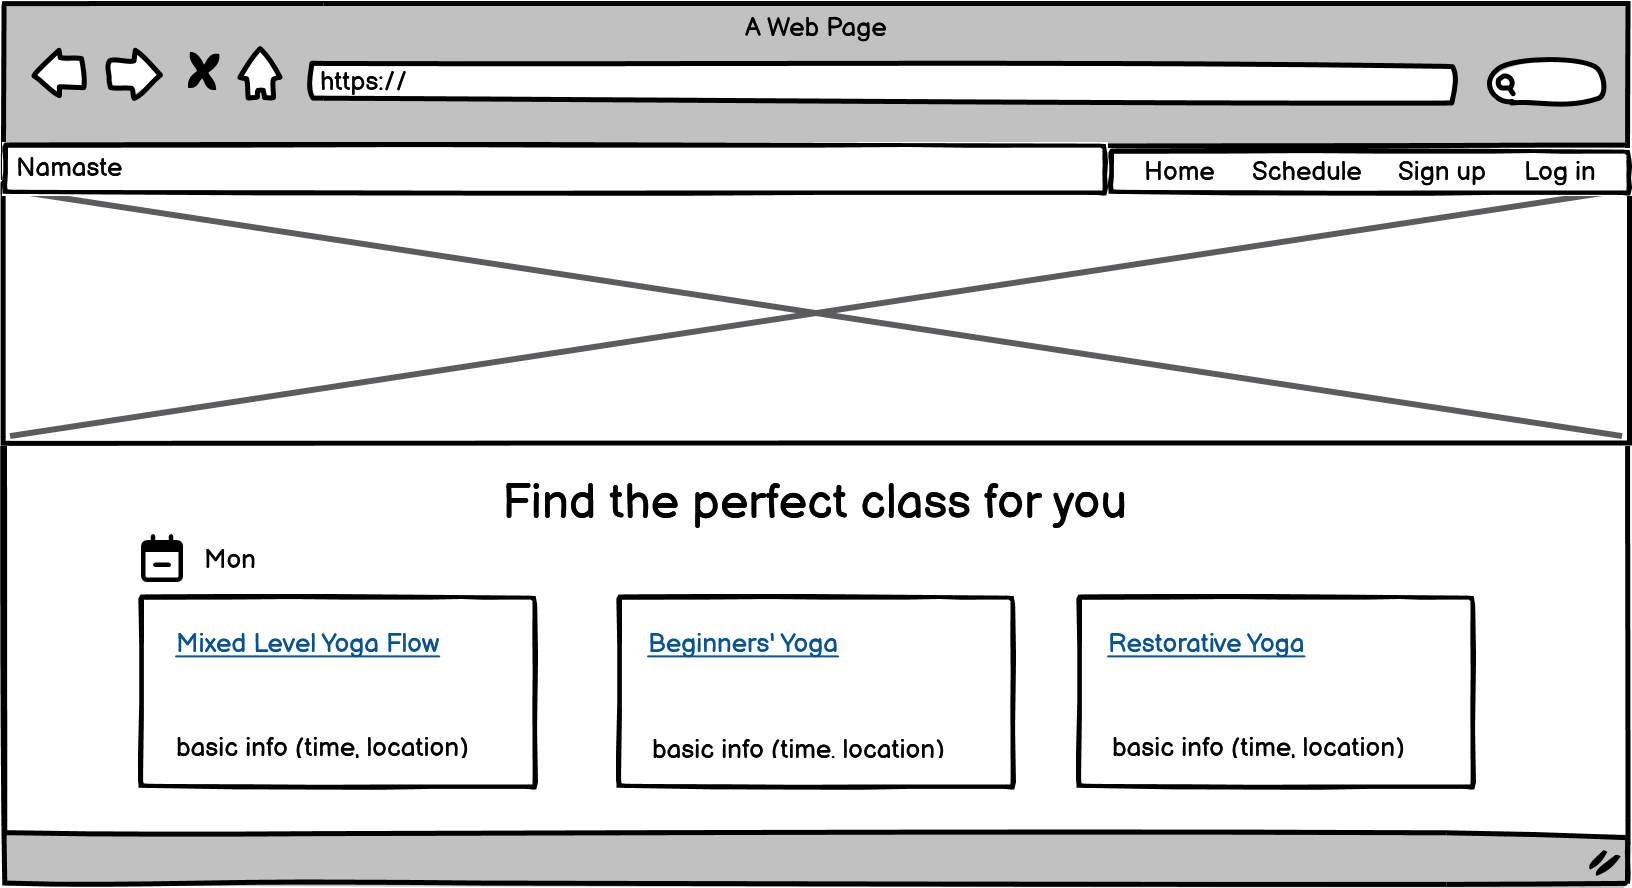 A Web Page
https://
Namaste
Home Schedule Sign up Log in
Find the perfect class for you
Mon
Mixed Level Yoga Flow
basic info (time, location)
Beginners' Yoga
basic info (time, location)
Restorative Yoga
basic info (time, location)